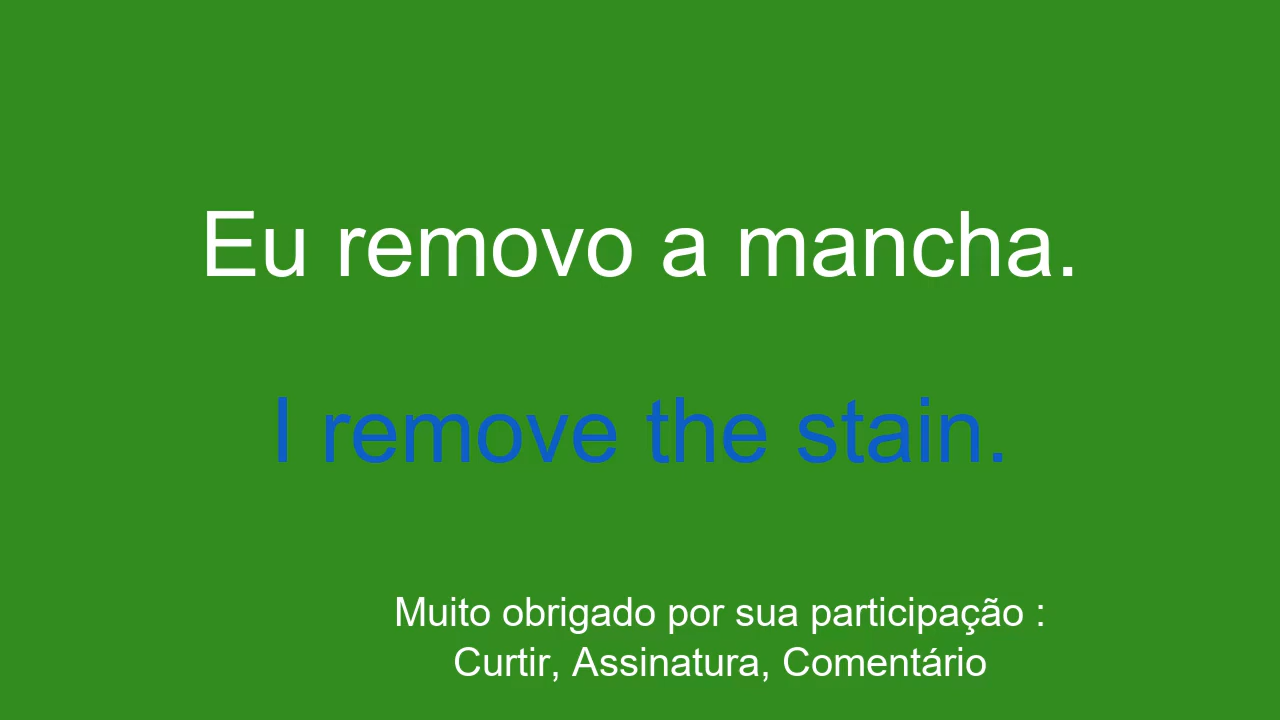 Eu removo a mancha.
I remove the stain.
Muito obrigado por sua participação :
Curtir, Assinatura, Comentário